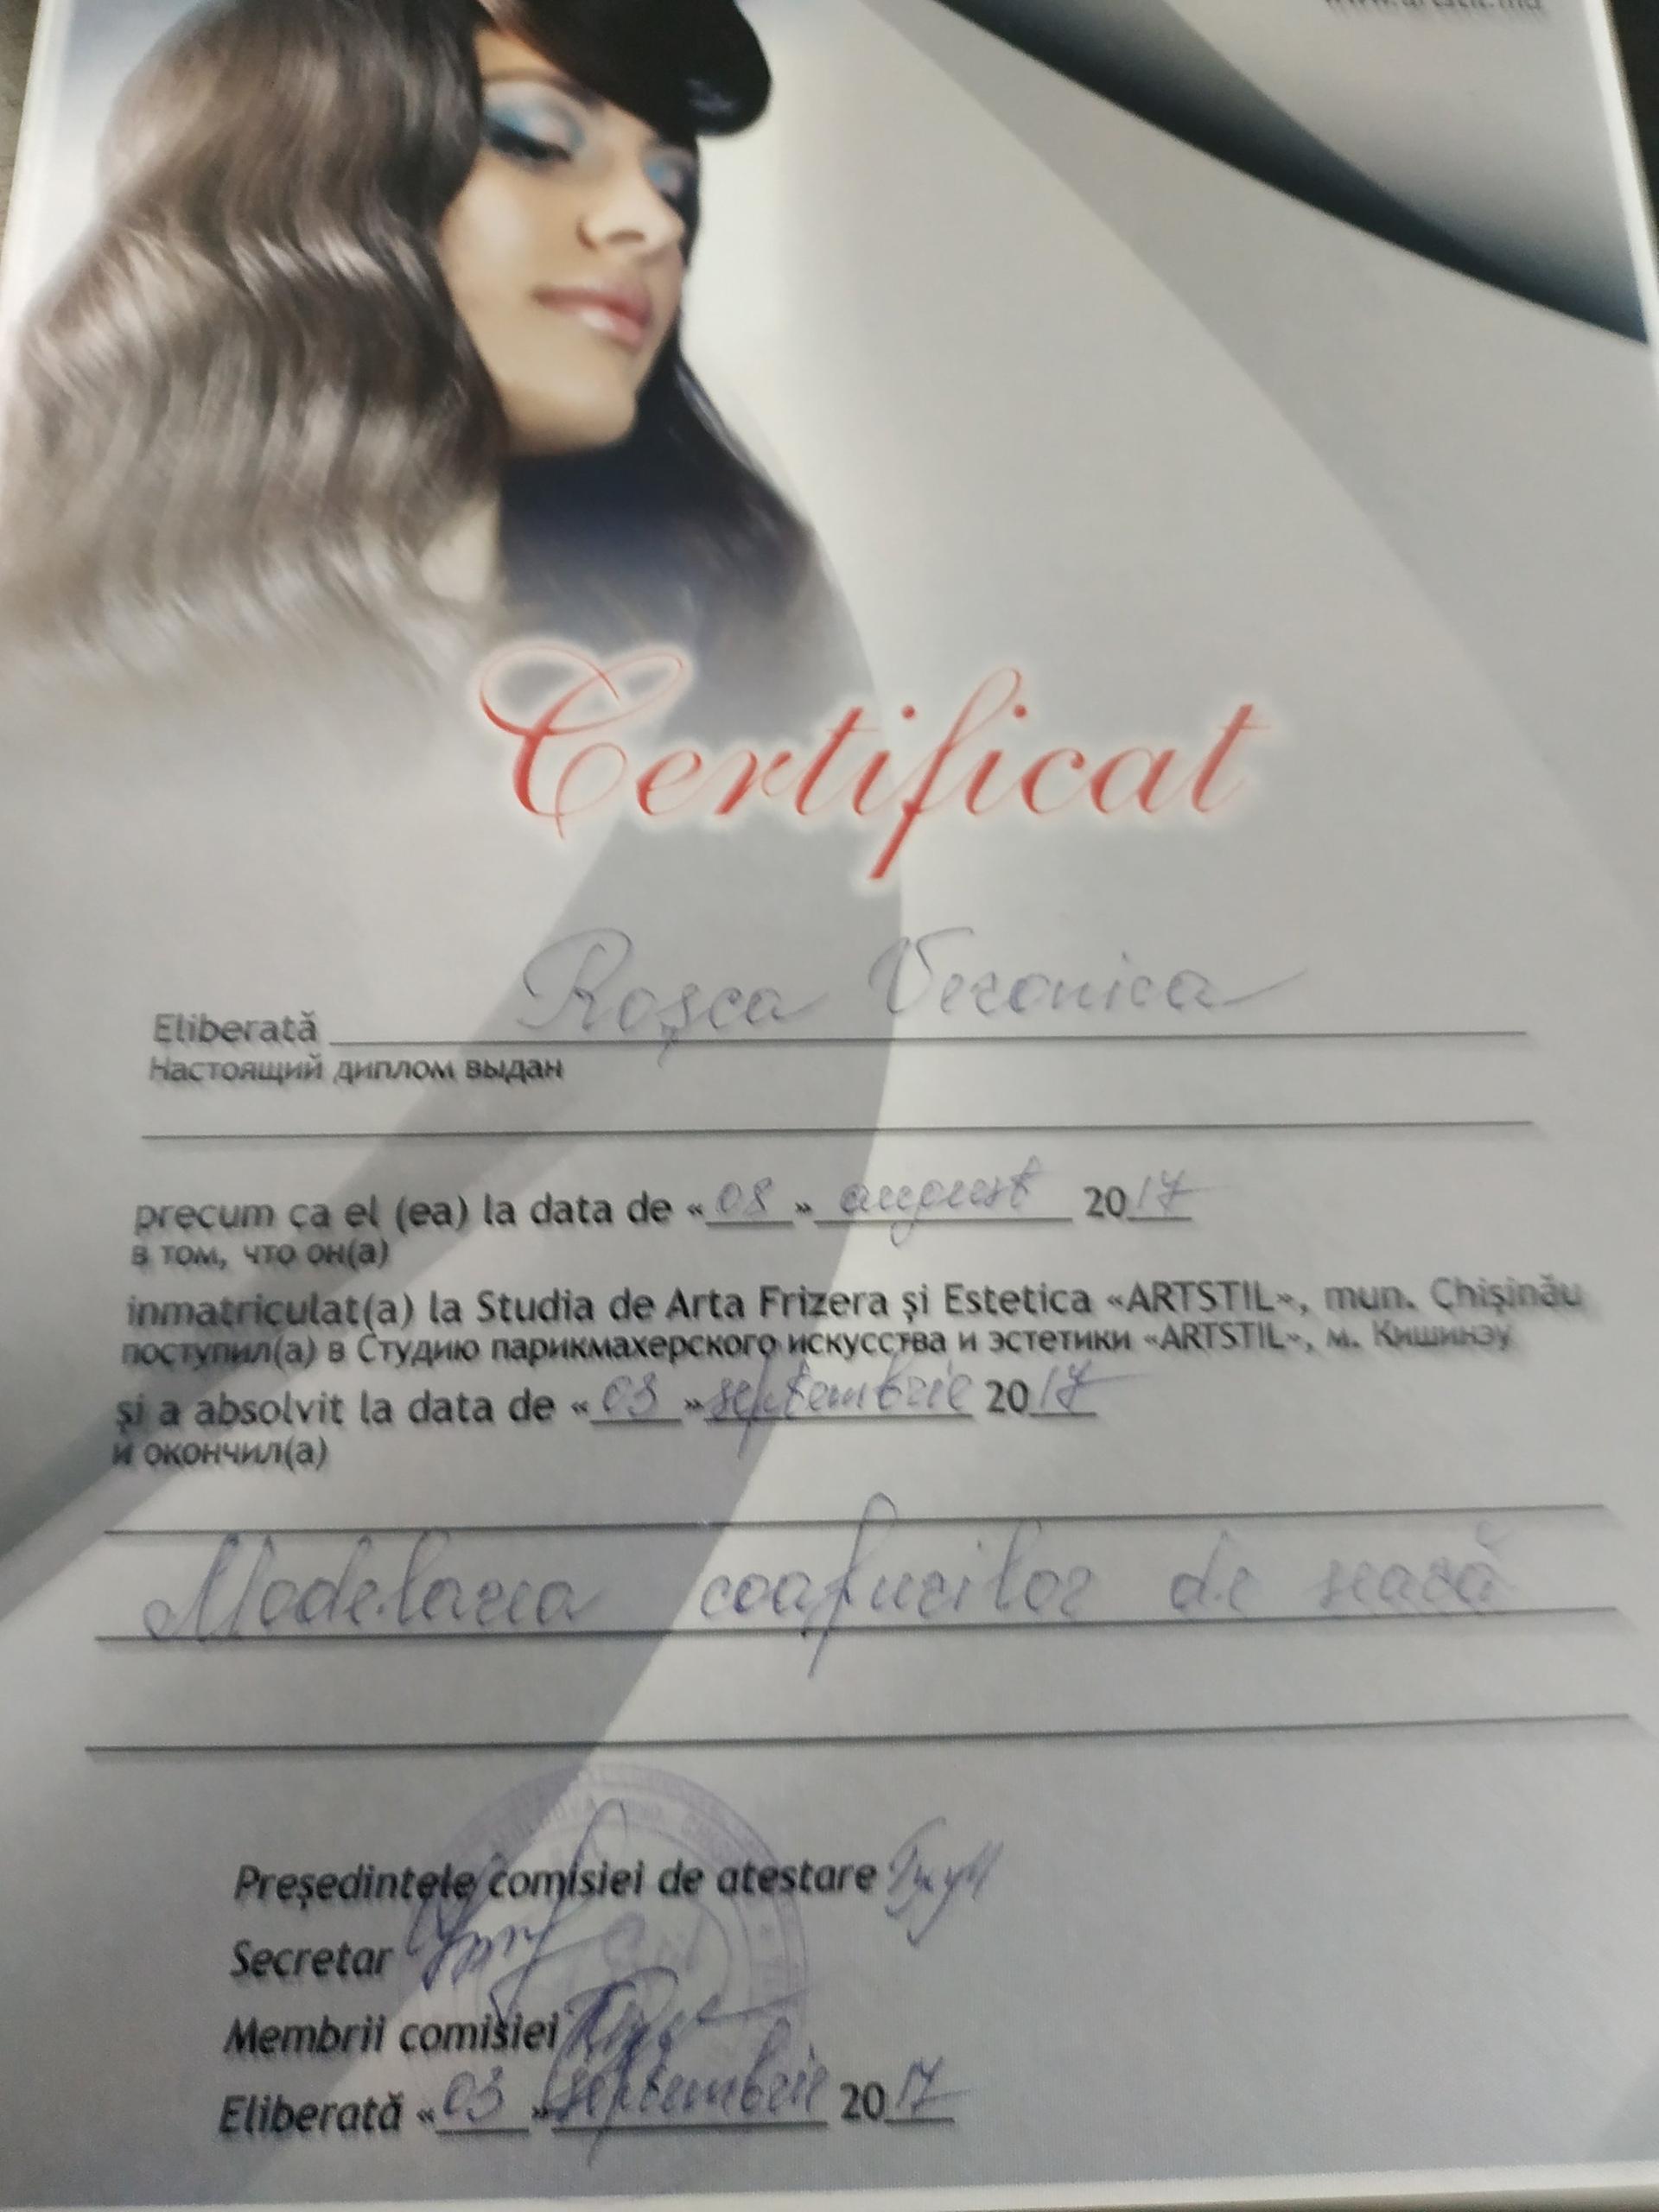 www.artstil.md
Certificat
Eliberată Roșca Veronica
Настоящий диплом выдан
precum ca el (ea) la data de «08» august 2017
в том, что он(а)
inmatriculat(a) la Studia de Arta Frizera și Estetica «ARTSTIL», mun. Chișinău
поступил(а) в Студию парикмахерского искусства и эстетики «ARTSTIL», м. Кишинэу
și a absolvit la data de «03» septembrie 2017
и окончил(а)
Modelarea coafurilor de seară
Președintele comisiei de atestare
Secretar
Membrii comisiei
Eliberată «03» septembrie 2017